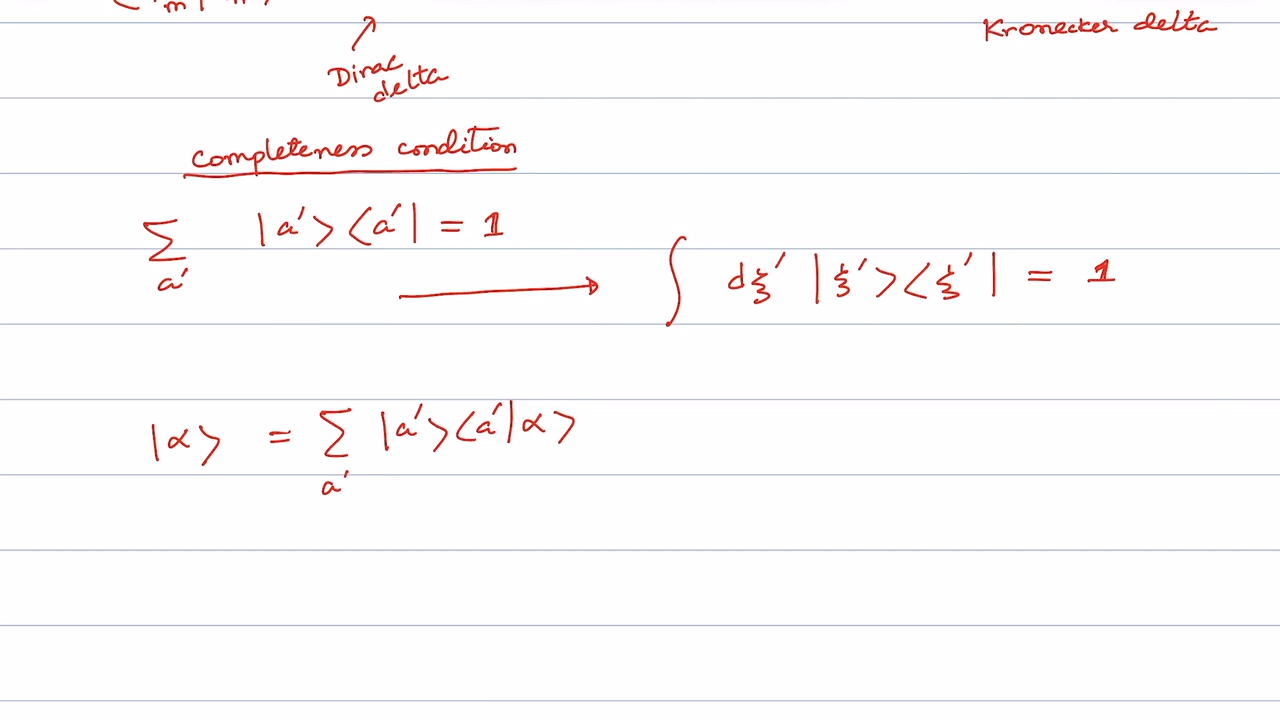 Kronecker delta
Dirac
delta
Completeness condition
∑ |a'> <a'| = 1
a'
∫ dξ' |ξ'> <ξ'| = 1
|α> = ∑ |a'> <a'|α>
a'